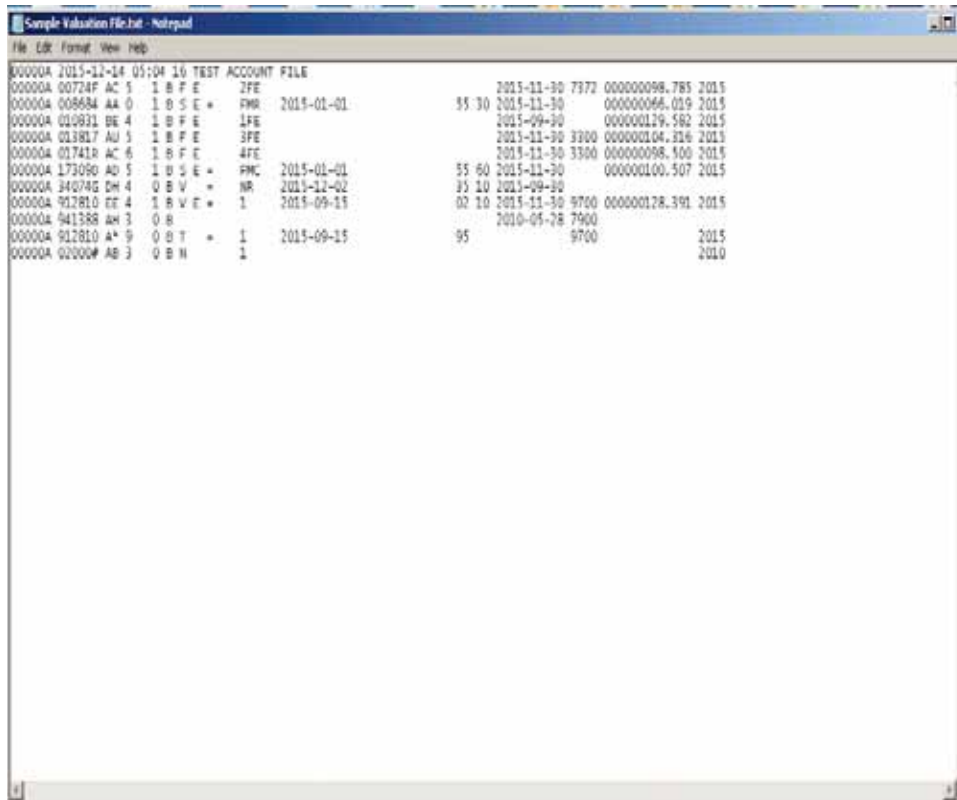 Sample Valuation File.txt - Notepad
File Edit Format View Help
00000A 2015-12-14 05:04 16 TEST ACCOUNT FILE
00000A 00724F AC 5 1 B F E 2FE 2015-11-30 7372 000000098.785 2015
00000A 008684 AA 0 1 B S E * FMR 2015-01-01 55 30 2015-11-30 000000066.019 2015
00000A 010831 BE 4 1 B F E 1FE 2015-09-30 000000129.582 2015
00000A 013817 AU 5 1 B F E 3FE 2015-11-30 3300 000000104.316 2015
00000A 01741R AC 6 1 B F E 4FE 2015-11-30 3300 000000098.500 2015
00000A 173090 AD 5 1 B S E * FMC 2015-01-01 55 60 2015-11-30 000000100.507 2015
00000A 34074G DH 4 0 B V * NR 2015-12-02 35 10 2015-09-30
00000A 912810 EE 4 1 B V E * 1 2015-09-15 02 10 2015-11-30 9700 000000128.391 2015
00000A 941388 AH 3 0 B 2010-05-28 7900
00000A 912810 A* 9 0 B T * 1 2015-09-15 95 9700 2015
00000A 02000# AB 3 0 B N 1 2010